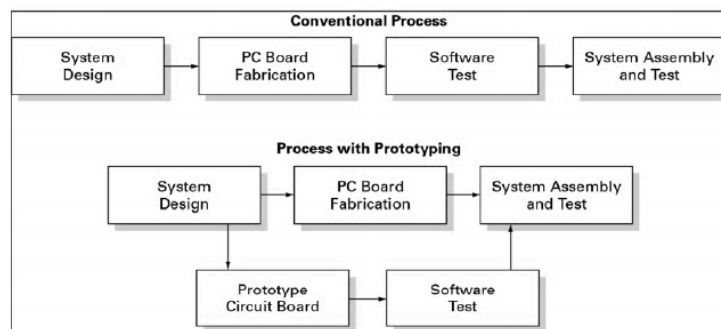 Conventional Process
System
Design
PC Board
Fabrication
Software
Test
System Assembly
and Test
Process with Prototyping
System
Design
PC Board
Fabrication
System Assembly
and Test
Prototype
Circuit Board
Software
Test